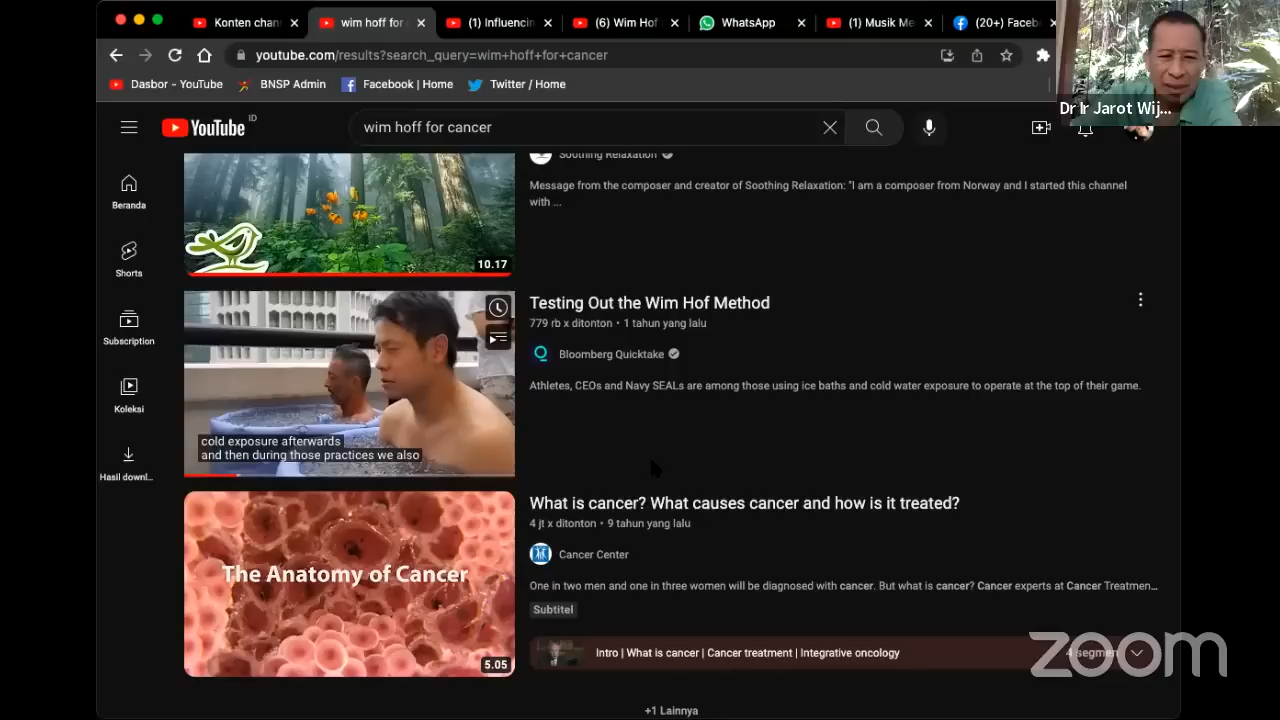 Konten chan
wim hoff for
(1) Influencin
(6) Wim Hof
WhatsApp
(1) Musik Me
(20+) Faceb
youtube.com/results?search_query=wim+hoff+for+cancer
Dasbor - YouTube
BNSP Admin
Facebook | Home
Twitter / Home
Dr Ir Jarot Wij...
YouTube ID
wim hoff for cancer
Beranda
Shorts
Subscription
Koleksi
Hasil downl...
Soothing Relaxation
Message from the composer and creator of Soothing Relaxation: "I am a composer from Norway and I started this channel
with ...
10.17
Testing Out the Wim Hof Method
779 rb x ditonton • 1 tahun yang lalu
Bloomberg Quicktake
Athletes, CEOs and Navy SEALs are among those using ice baths and cold water exposure to operate at the top of their game.
cold exposure afterwards
and then during those practices we also
What is cancer? What causes cancer and how is it treated?
4 jt x ditonton • 9 tahun yang lalu
Cancer Center
One in two men and one in three women will be diagnosed with cancer. But what is cancer? Cancer experts at Cancer Treatmen...
Subtitel
The Anatomy of Cancer
5.05
Intro | What is cancer | Cancer treatment | Integrative oncology
4 segmen
zoom
+1 Lainnya